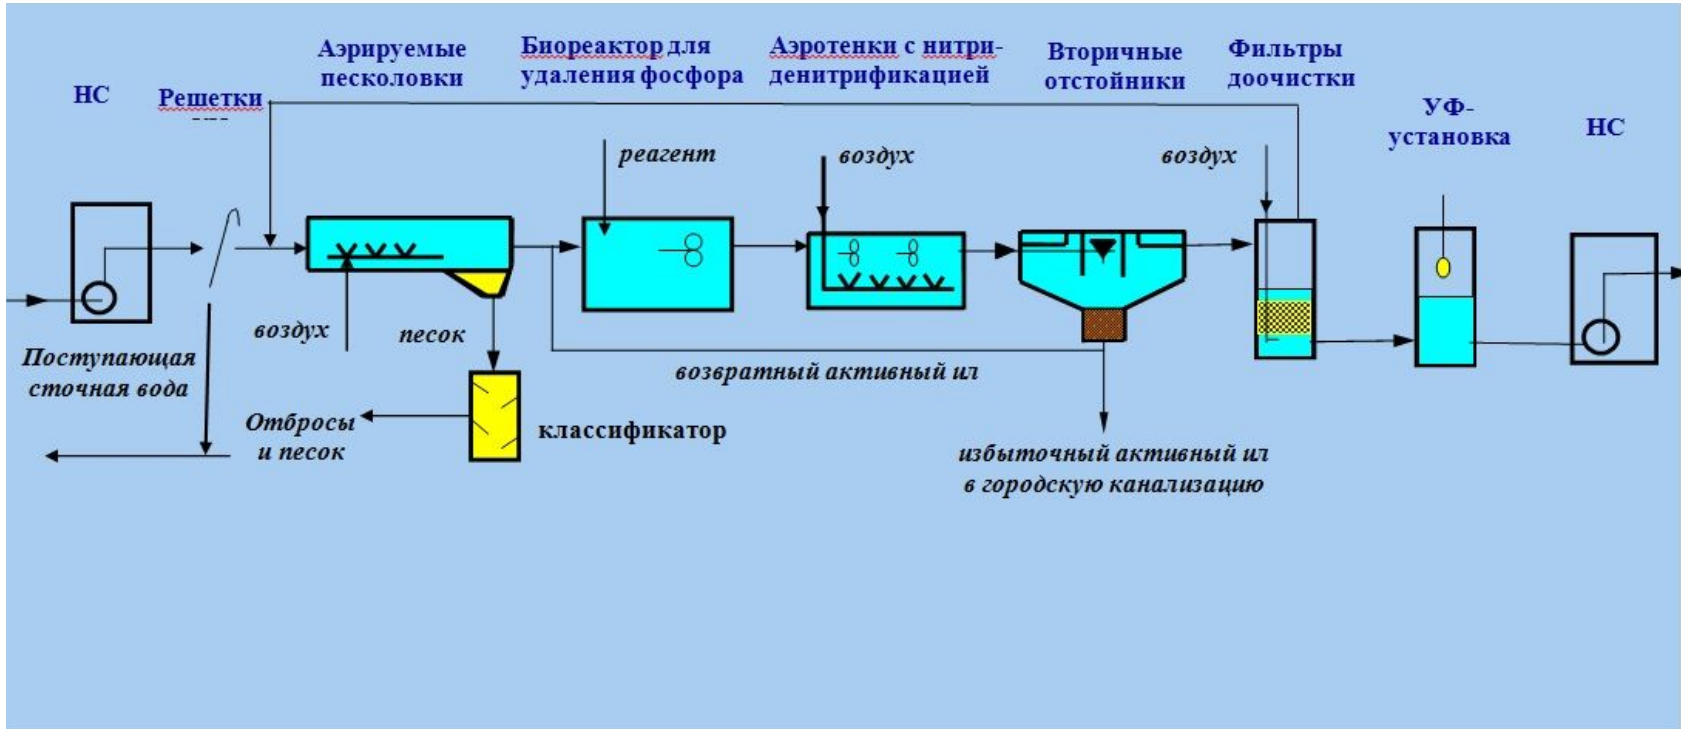 НС
Решетки
Аэрируемые
песколовки
Биореактор для
удаления фосфора
Аэротенки с нитри-
денитрификацией
Вторичные
отстойники
Фильтры
доочистки
УФ-
установка
НС
реагент
воздух
воздух
воздух
песок
Поступающая
сточная вода
возвратный активный ил
Отбросы
и песок
классификатор
избыточный активный ил
в городскую канализацию